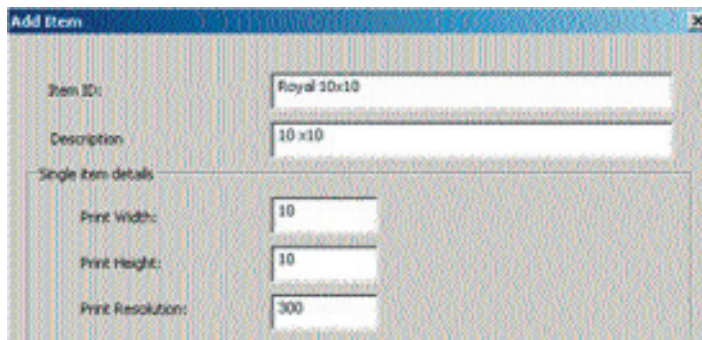 Add Item
Item ID: Royal 10x10
Description 10 x10
Single item details
Print Width: 10
Print Height: 10
Print Resolution: 300